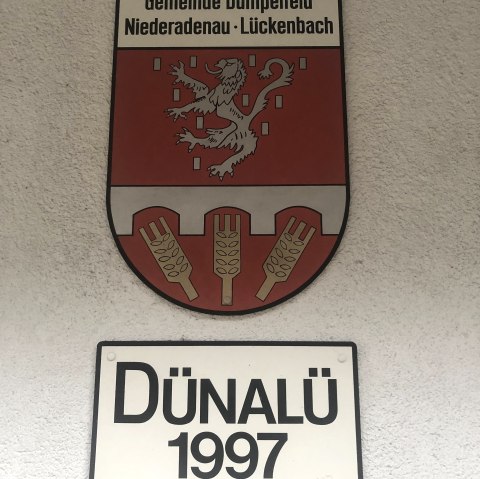 Gemeinde Dümpelfeld
Niederadenau · Lückenbach
DÜNALÜ
1997